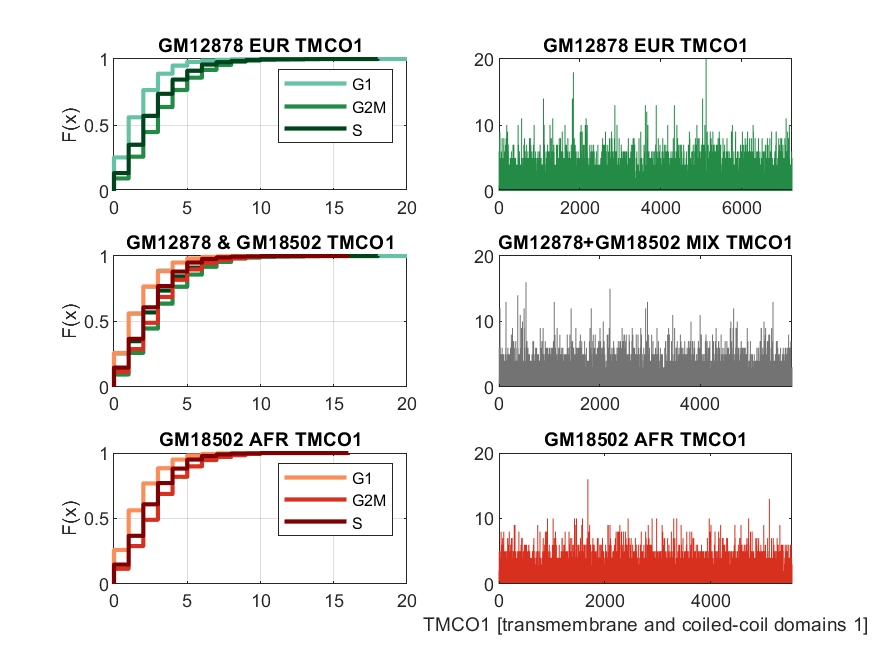 GM12878 EUR TMCO1
F(x)
1
0.5
0
0 5 10 15 20
G1
G2M
S
GM12878 EUR TMCO1
20
10
0
0 2000 4000 6000
GM12878 & GM18502 TMCO1
F(x)
1
0.5
0
0 5 10 15 20
GM12878+GM18502 MIX TMCO1
20
10
0
0 2000 4000
GM18502 AFR TMCO1
F(x)
1
0.5
0
0 5 10 15 20
G1
G2M
S
GM18502 AFR TMCO1
20
10
0
0 2000 4000
TMCO1 [transmembrane and coiled-coil domains 1]